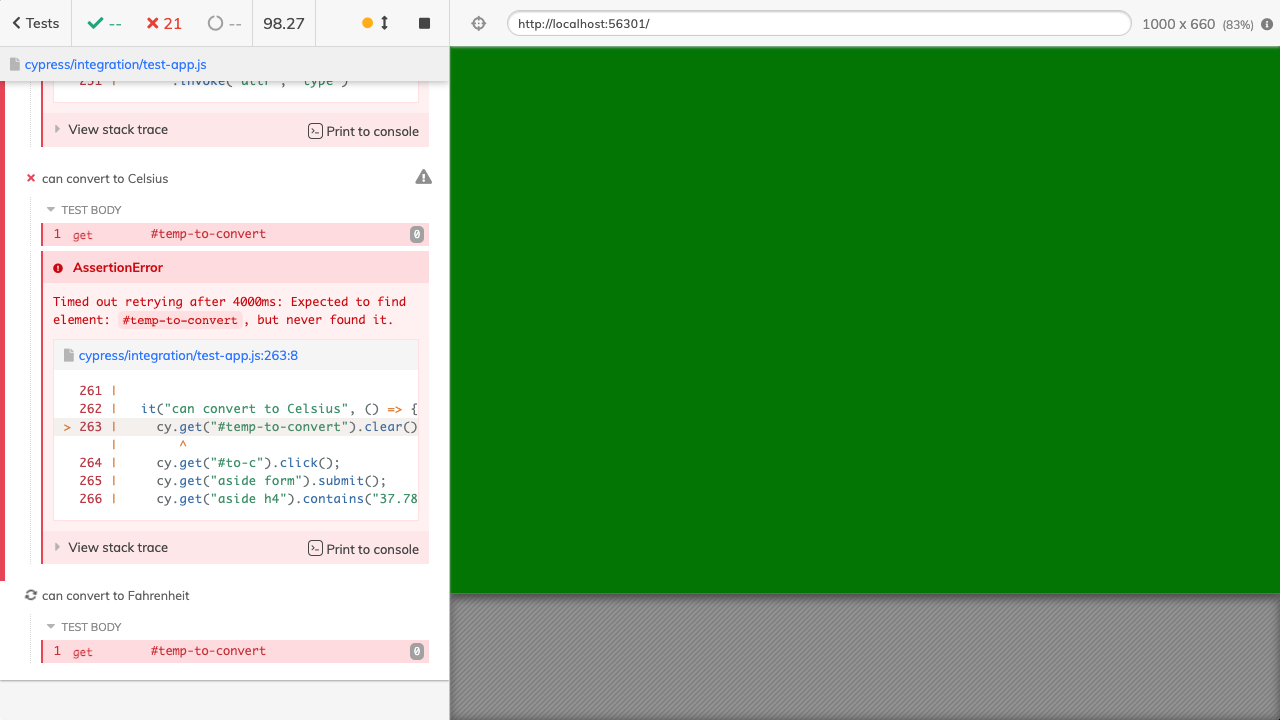 Tests
--
21
--
98.27
http://localhost:56301/
1000 x 660 (83%)
cypress/integration/test-app.js
251 | .invoke("attr", "type")
View stack trace
Print to console
can convert to Celsius
TEST BODY
1 get #temp-to-convert 0
AssertionError
Timed out retrying after 4000ms: Expected to find
element: #temp-to-convert, but never found it.
cypress/integration/test-app.js:263:8
261 |
262 | it("can convert to Celsius", () => {
> 263 | cy.get("#temp-to-convert").clear()
| ^
264 | cy.get("#to-c").click();
265 | cy.get("aside form").submit();
266 | cy.get("aside h4").contains("37.78
View stack trace
Print to console
can convert to Fahrenheit
TEST BODY
1 get #temp-to-convert 0